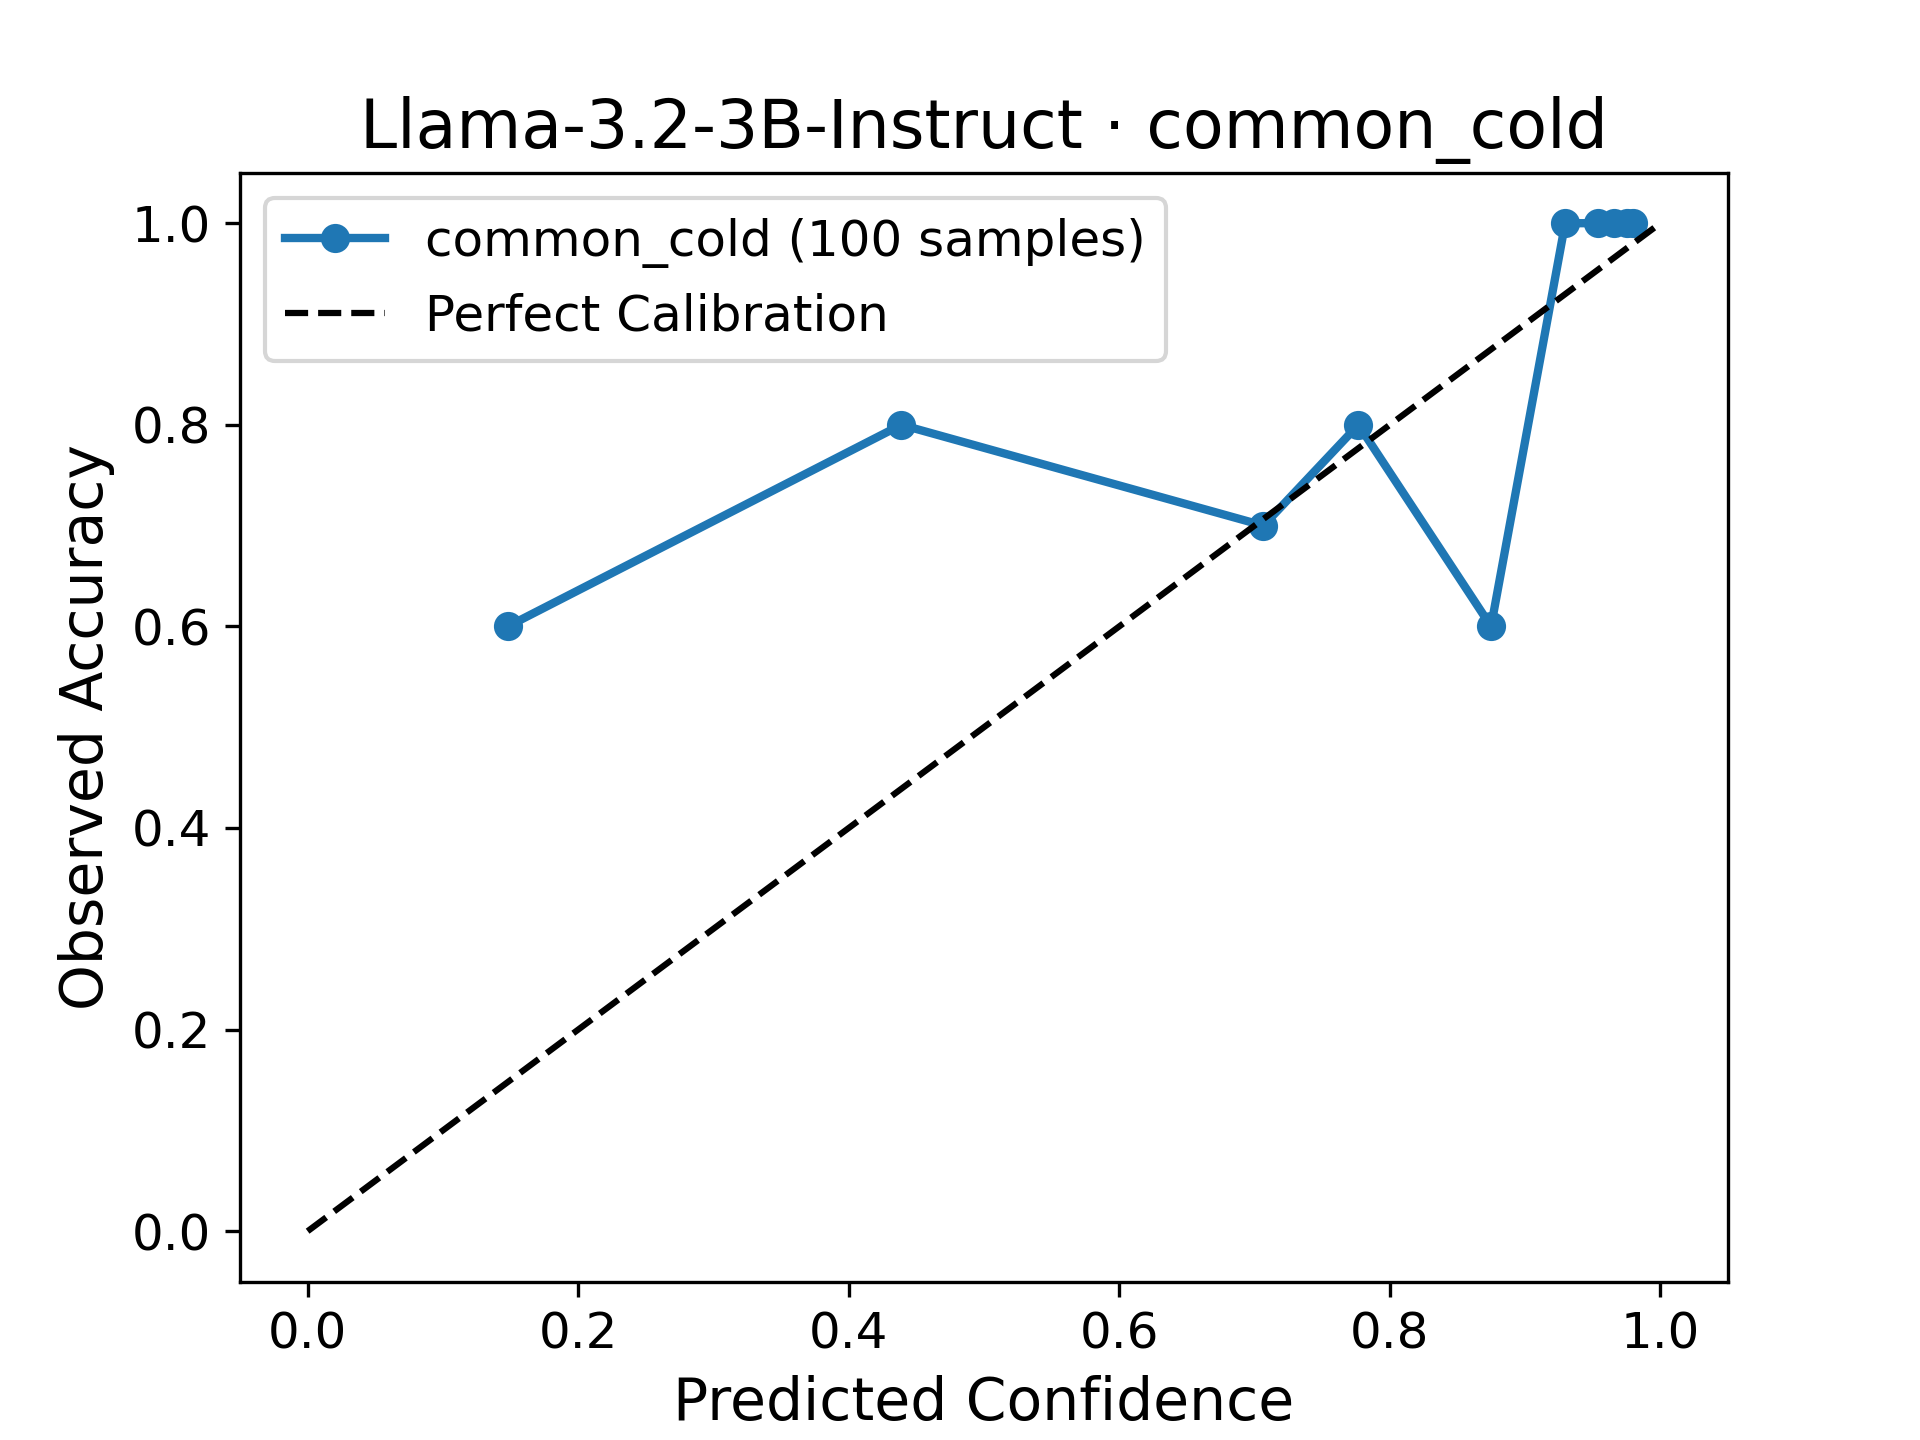 Llama-3.2-3B-Instruct · common_cold
common_cold (100 samples)
Perfect Calibration
1.0
0.8
0.6
0.4
0.2
0.0
Observed Accuracy
0.0 0.2 0.4 0.6 0.8 1.0
Predicted Confidence